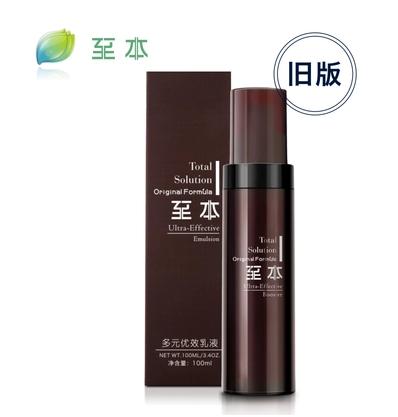 至本
旧版
Total
Solution
Original Formula
至本
Ultra-Effective
Emulsion
多元优效乳液
NET WT.100ML/3.4OZ.
净含量：100ml
Total
Solution
Original Formula
至本
Ultra-Effective
Booster